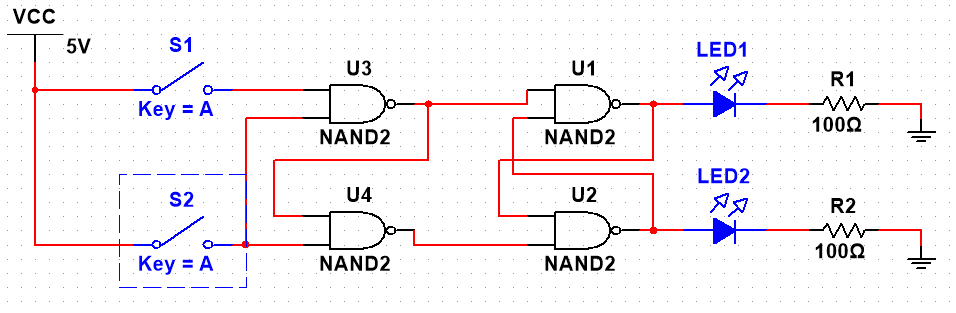 VCC
5V
S1
Key = A
U3
NAND2
U1
NAND2
LED1
R1
100Ω
S2
Key = A
U4
NAND2
U2
NAND2
LED2
R2
100Ω